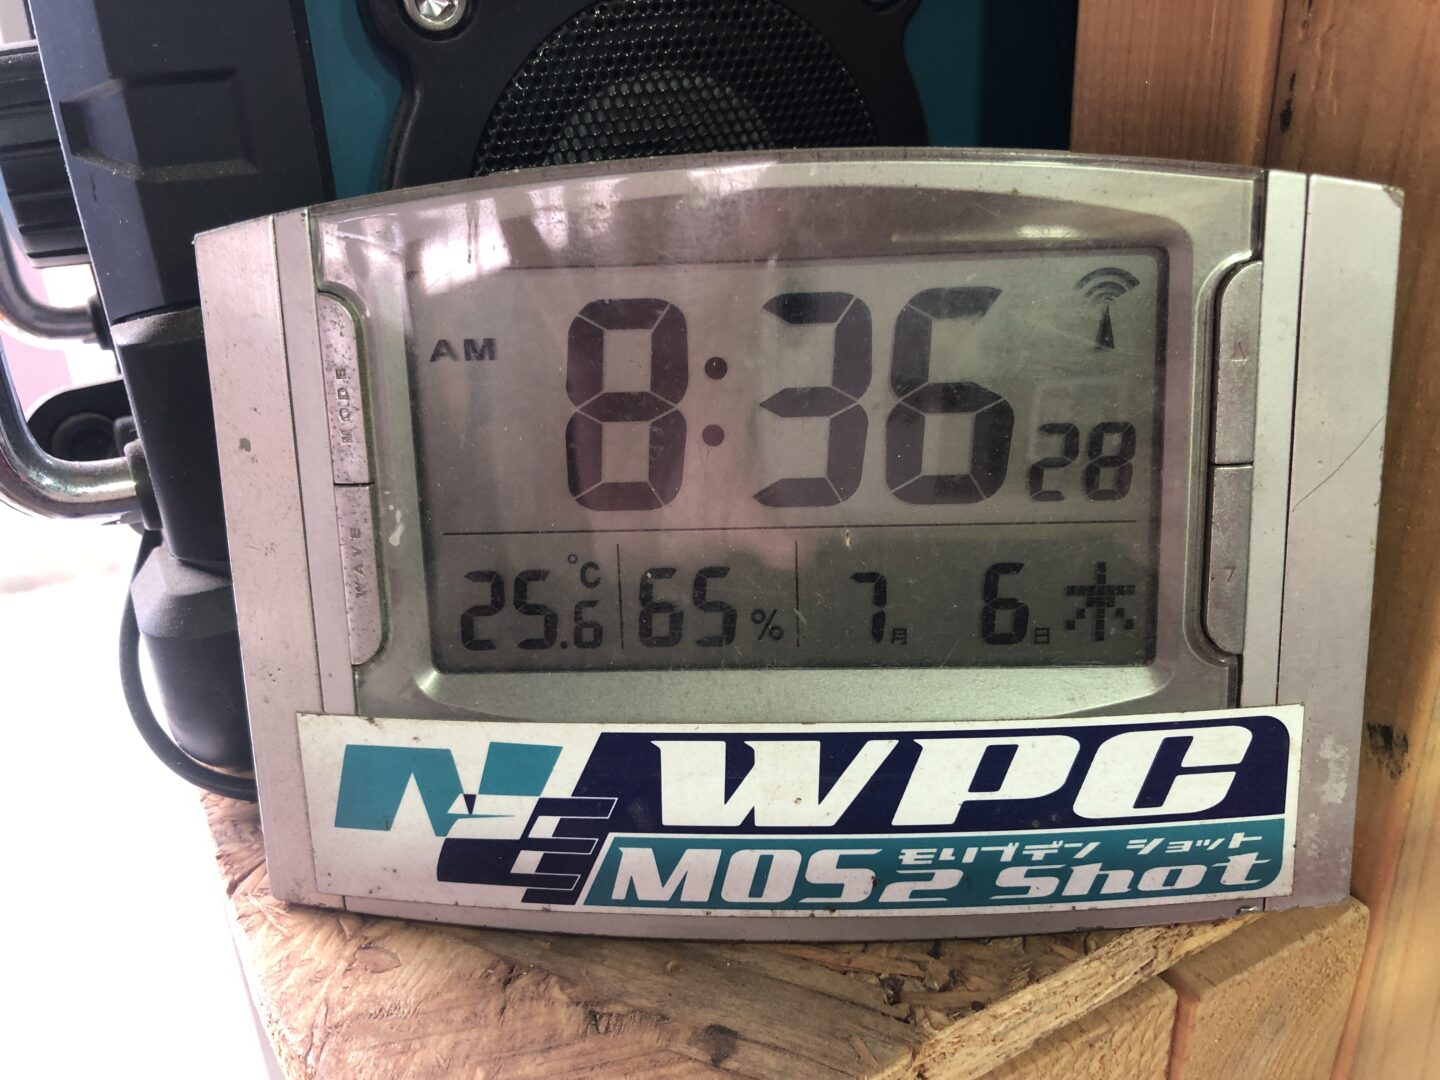 AM 8:36 28
MODE
WAVE
25.6 ℃ 65 % 7月 6日 木
NE WPC
モリブデン ショット
MOS2 Shot